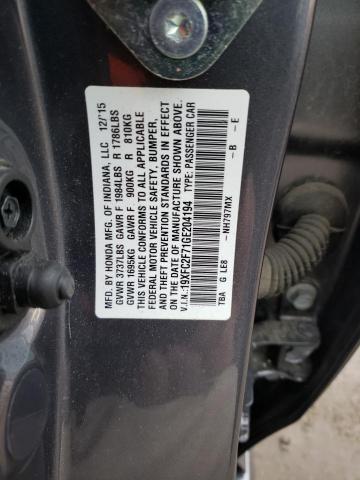 MFD. BY HONDA MFG. OF INDIANA, LLC 12/'15
GVWR 3737LBS GAWR F 1984LBS R 1786LBS
GVWR 1695KG GAWR F 900KG R 810KG
THIS VEHICLE CONFORMS TO ALL APPLICABLE
FEDERAL MOTOR VEHICLE SAFETY, BUMPER,
AND THEFT PREVENTION STANDARDS IN EFFECT
ON THE DATE OF MANUFACTURE SHOWN ABOVE.
V.I.N.:19XFC2F71GE204194 TYPE: PASSENGER CAR
—NH797MX —B —E
TBA G LE8